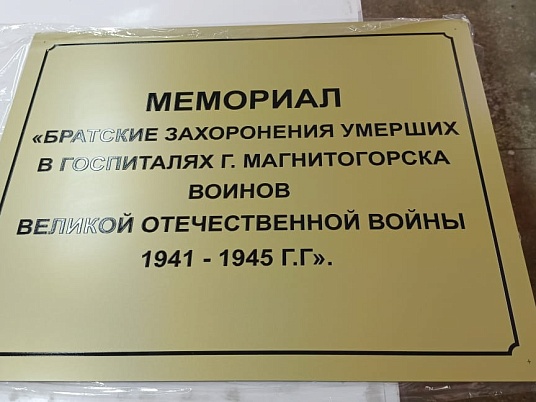 МЕМОРИАЛ
«БРАТСКИЕ ЗАХОРОНЕНИЯ УМЕРШИХ
В ГОСПИТАЛЯХ Г. МАГНИТОГОРСКА
ВОИНОВ
ВЕЛИКОЙ ОТЕЧЕСТВЕННОЙ ВОЙНЫ
1941 - 1945 Г.Г».